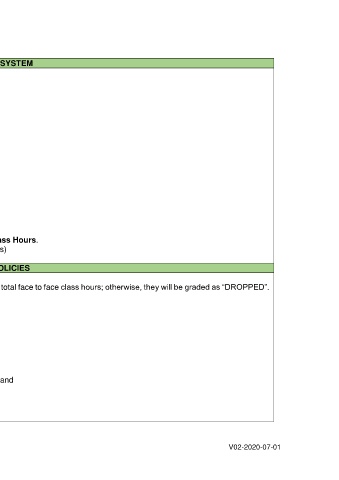 SYSTEM
ass Hours.
s)
OLICIES
total face to face class hours; otherwise, they will be graded as “DROPPED”.
and
V02-2020-07-01